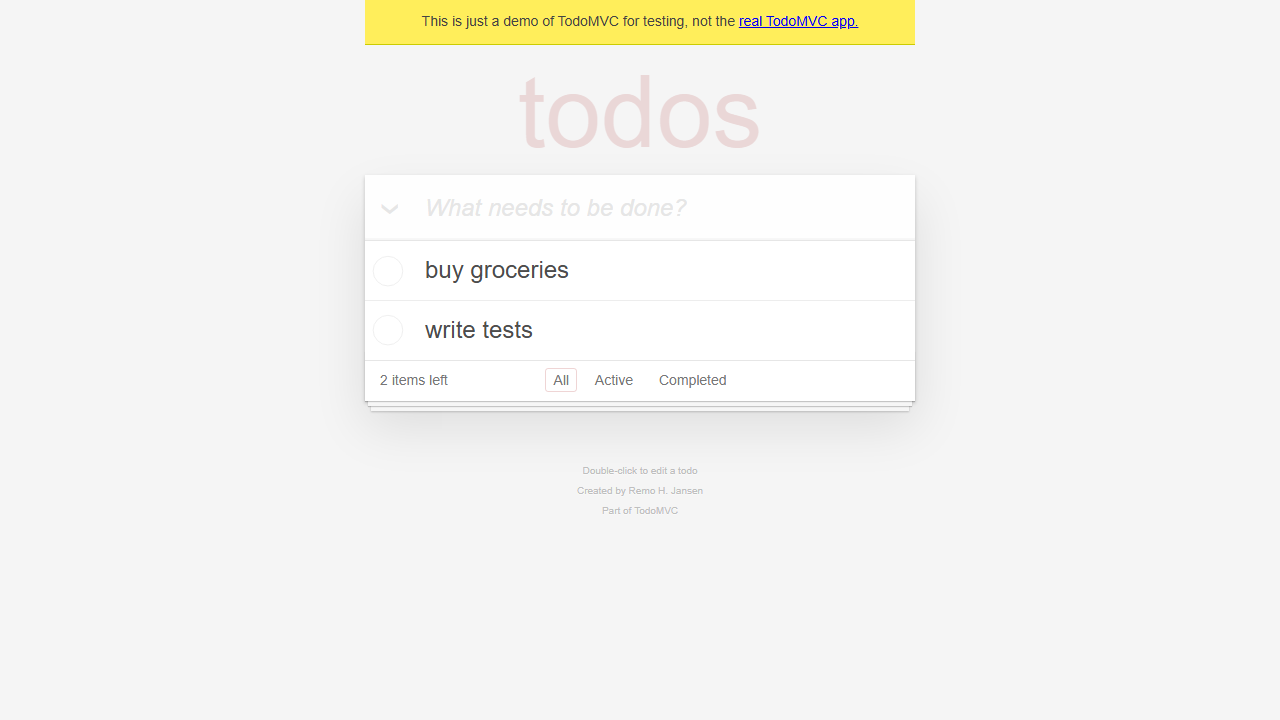 This is just a demo of TodoMVC for testing, not the real TodoMVC app.
todos
What needs to be done?
buy groceries
write tests
2 items left All Active Completed
Double-click to edit a todo
Created by Remo H. Jansen
Part of TodoMVC